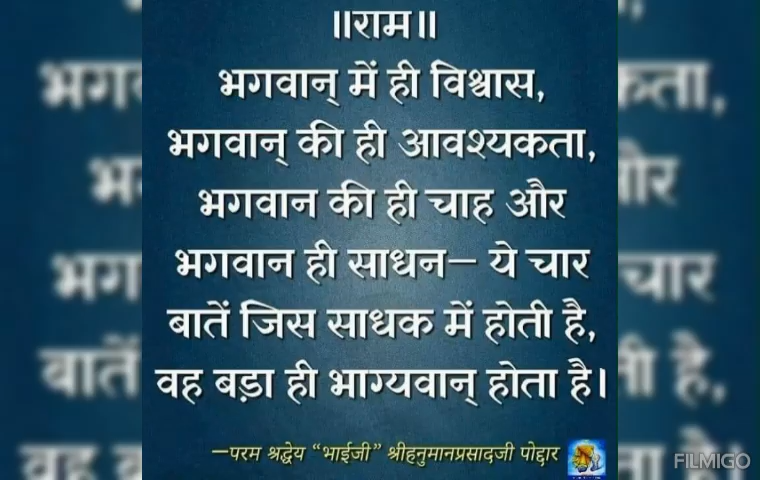 ॥राम॥
भगवान् में ही विश्वास,
भगवान् की ही आवश्यकता,
भगवान की ही चाह और
भगवान ही साधन– ये चार
बातें जिस साधक में होती है,
वह बड़ा ही भाग्यवान् होता है।
–परम श्रद्धेय “भाईजी” श्रीहनुमानप्रसादजी पोद्दार
FILMIGO